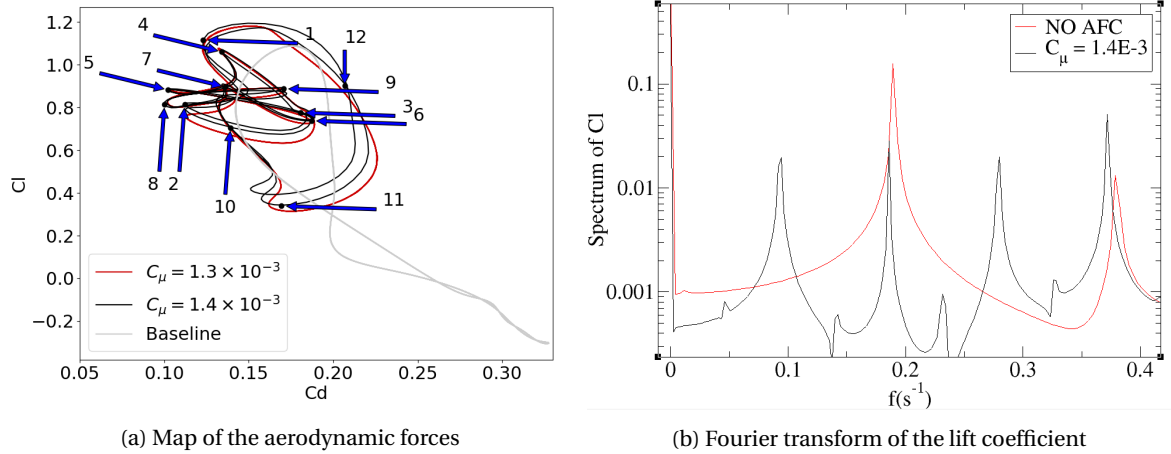 1.2
1.0
0.8
0.6
0.4
0.2
0.0
−0.2
Cl
0.05 0.10 0.15 0.20 0.25 0.30
Cd
4
1
12
5
7
9
3 6
8 2
10
11
Cμ = 1.3 × 10⁻³
Cμ = 1.4 × 10⁻³
Baseline
(a) Map of the aerodynamic forces
NO AFC
Cμ = 1.4E-3
0.1
0.01
0.001
Spectrum of Cl
0 0.1 0.2 0.3 0.4
f(s⁻¹)
(b) Fourier transform of the lift coefficient